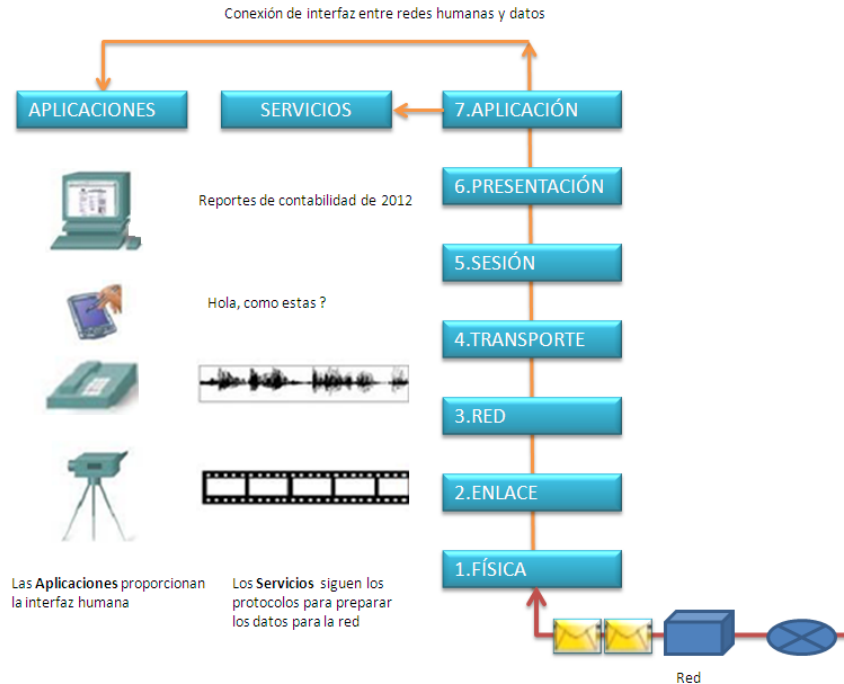 Conexión de interfaz entre redes humanas y datos
APLICACIONES
SERVICIOS
7.APLICACIÓN
6.PRESENTACIÓN
Reportes de contabilidad de 2012
5.SESIÓN
Hola, como estas ?
4.TRANSPORTE
3.RED
2.ENLACE
1.FÍSICA
Las Aplicaciones proporcionan
la interfaz humana
Los Servicios siguen los
protocolos para preparar
los datos para la red
Red